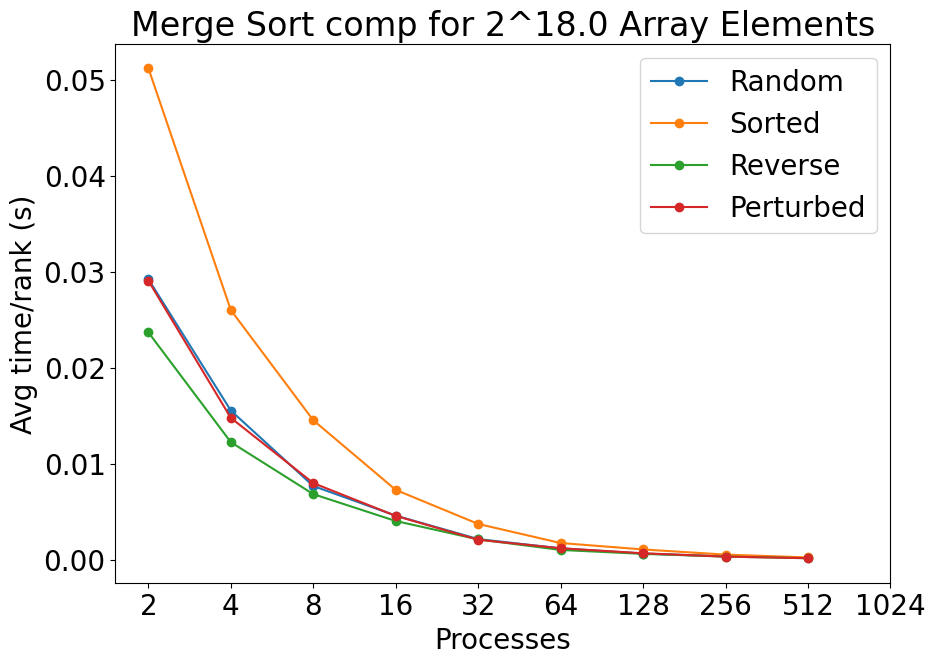 Merge Sort comp for 2^18.0 Array Elements
Avg time/rank (s)
0.05
0.04
0.03
0.02
0.01
0.00
Random
Sorted
Reverse
Perturbed
2 4 8 16 32 64 128 256 512 1024
Processes